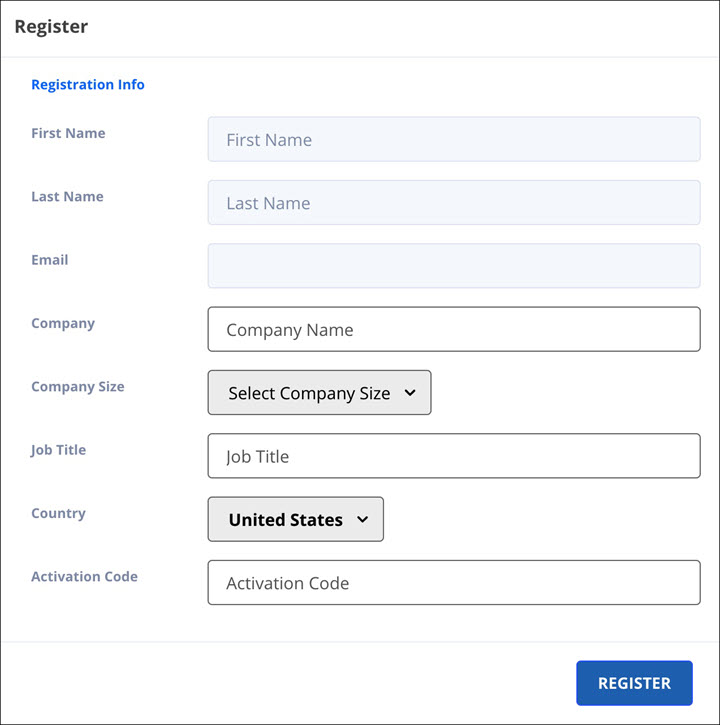 Register
Registration Info
First Name
First Name
Last Name
Last Name
Email
Company
Company Name
Company Size
Select Company Size
Job Title
Job Title
Country
United States
Activation Code
Activation Code
REGISTER